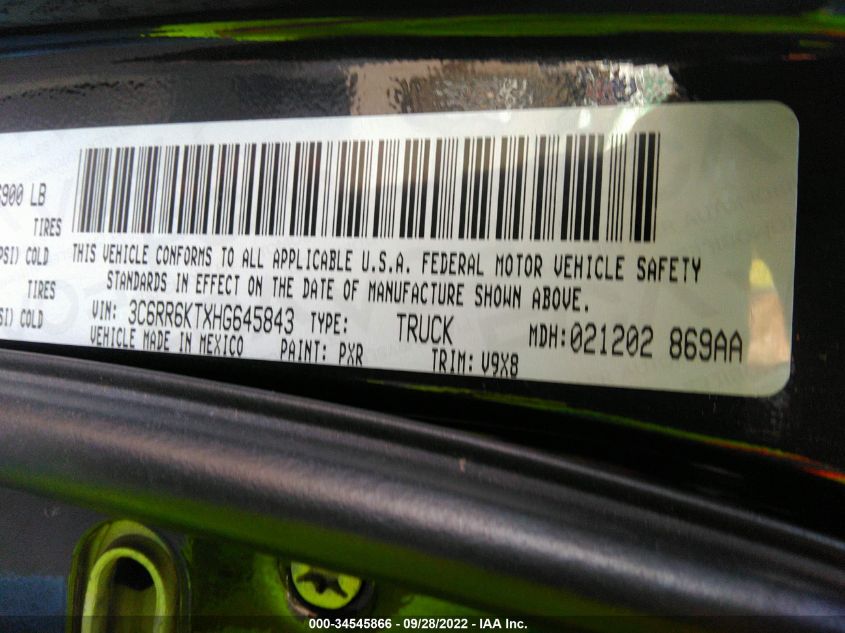 6900 LB
TIRES
PSI) COLD
TIRES
SI) COLD
THIS VEHICLE CONFORMS TO ALL APPLICABLE U.S.A. FEDERAL MOTOR VEHICLE SAFETY
STANDARDS IN EFFECT ON THE DATE OF MANUFACTURE SHOWN ABOVE.
VIN: 3C6RR6KTXHG645843 TYPE: TRUCK MDH:021202 869AA
VEHICLE MADE IN MEXICO PAINT: PXR TRIM: V9X8
000-34545866 - 09/28/2022 - IAA Inc.